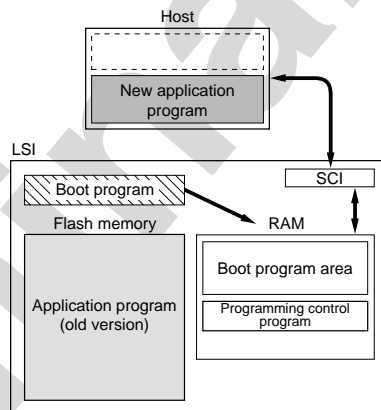 Host
New application
program
LSI
Boot program
SCI
Flash memory
RAM
Application program
(old version)
Boot program area
Programming control
program